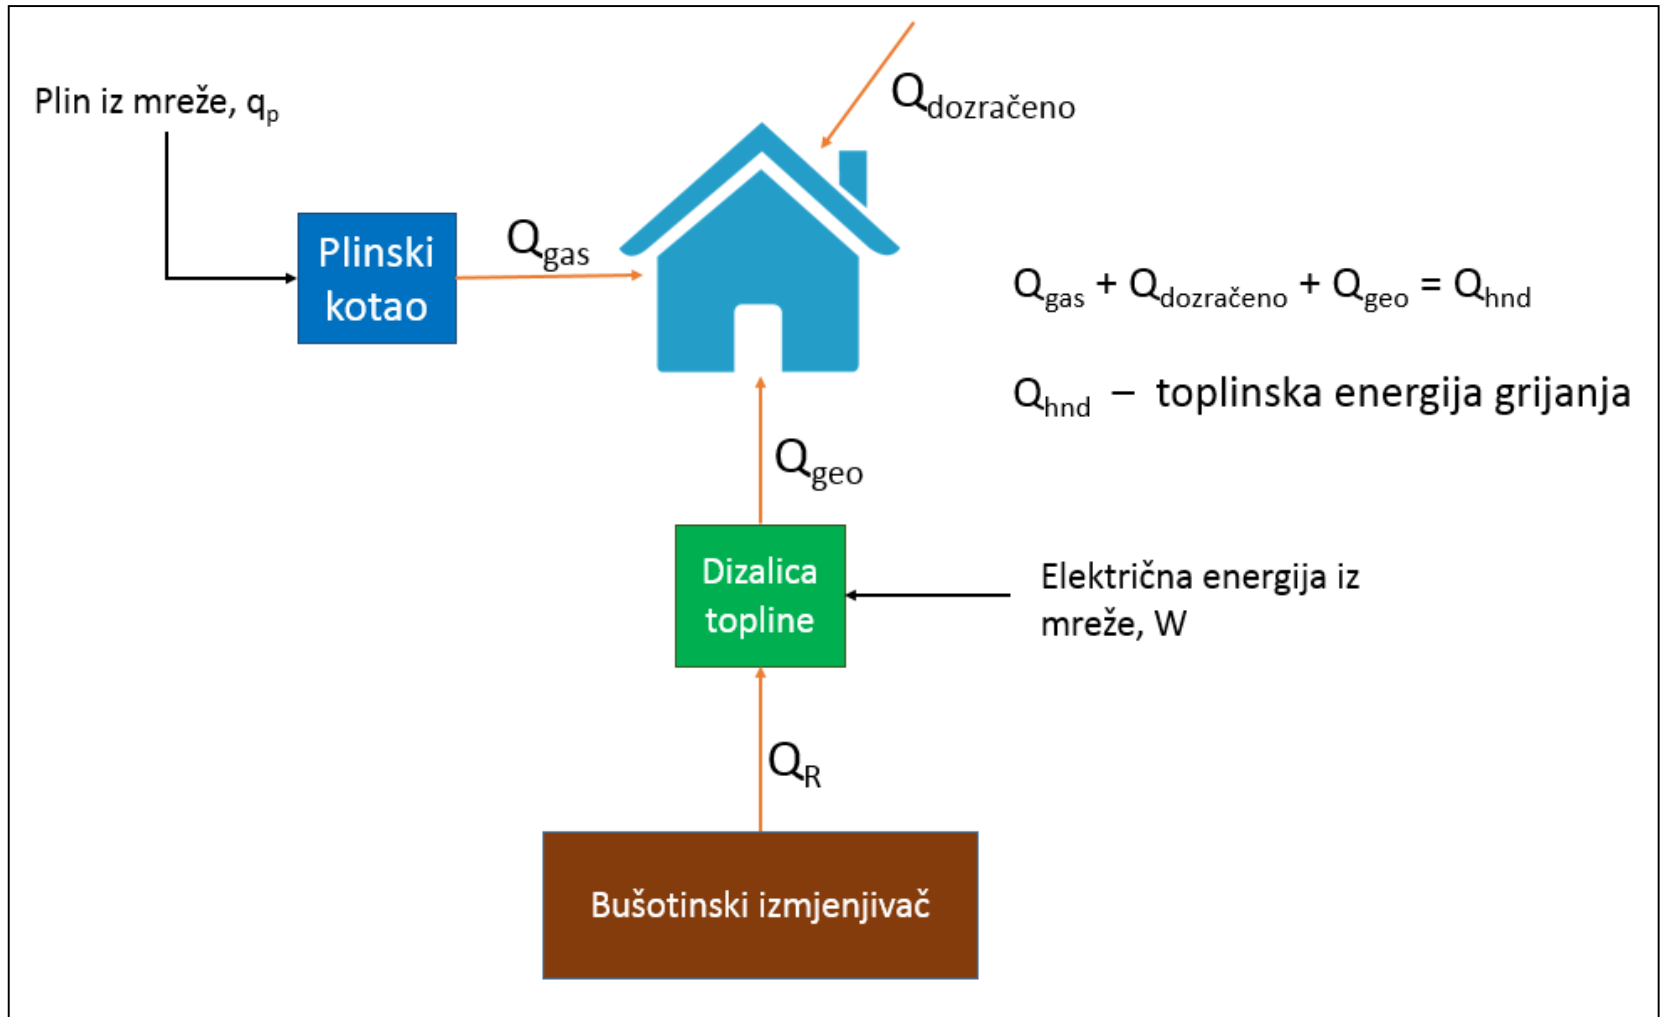 Plin iz mreže, qp
Qdozračeno
Plinski
kotao
Qgas
Qgas + Qdozračeno + Qgeo = Qhnd
Qhnd – toplinska energija grijanja
Qgeo
Dizalica
topline
Električna energija iz
mreže, W
QR
Bušotinski izmjenjivač